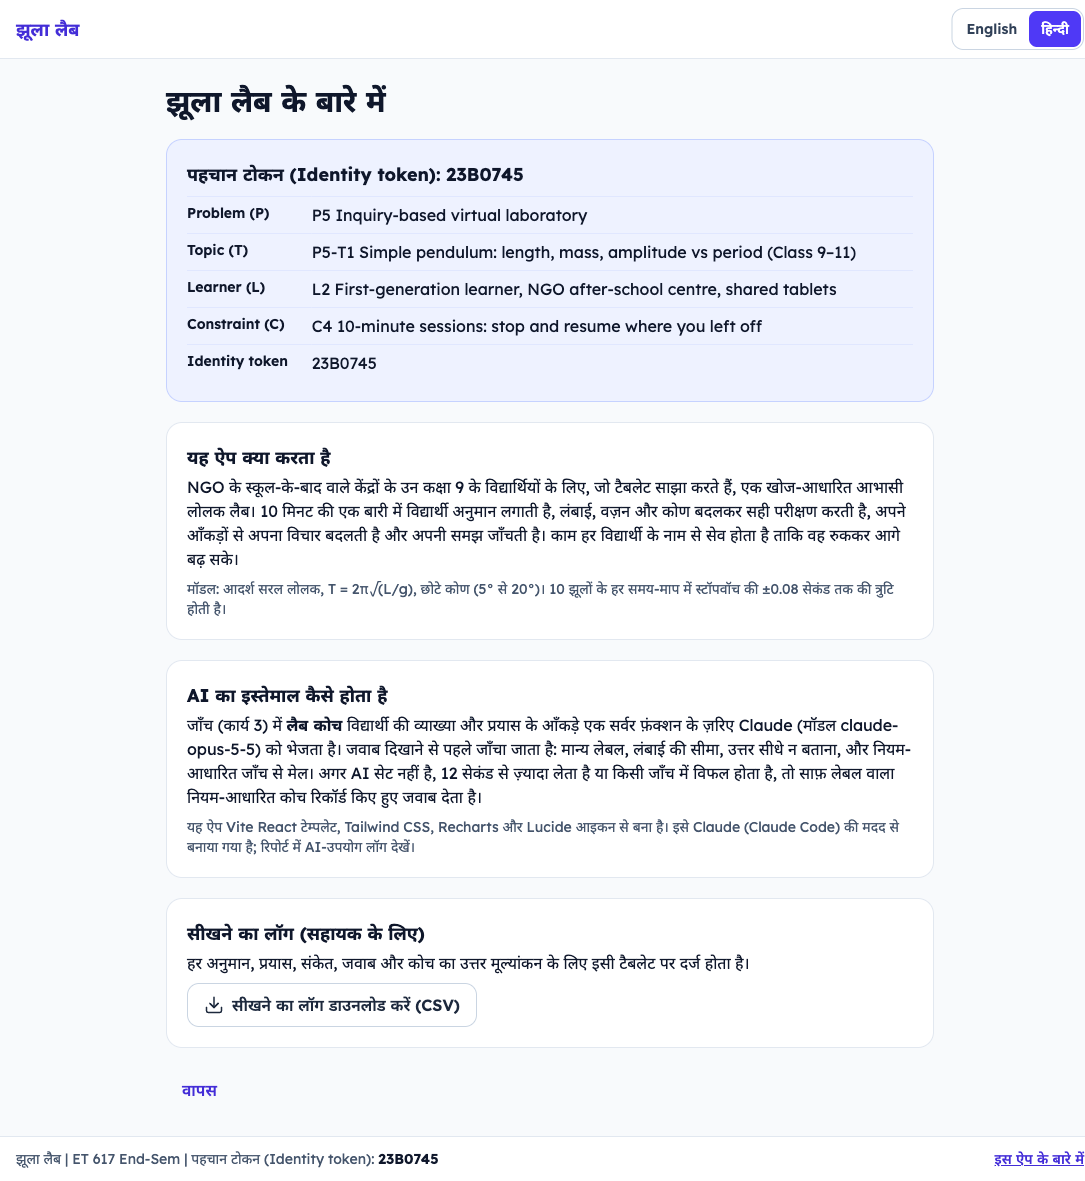 झूला लैब
English हिन्दी
झूला लैब के बारे में
पहचान टोकन (Identity token): 23B0745
Problem (P) P5 Inquiry-based virtual laboratory
Topic (T) P5-T1 Simple pendulum: length, mass, amplitude vs period (Class 9–11)
Learner (L) L2 First-generation learner, NGO after-school centre, shared tablets
Constraint (C) C4 10-minute sessions: stop and resume where you left off
Identity token 23B0745
यह ऐप क्या करता है
NGO के स्कूल-के-बाद वाले केंद्रों के उन कक्षा 9 के विद्यार्थियों के लिए, जो टैबलेट साझा करते हैं, एक खोज-आधारित आभासी
लोलक लैब। 10 मिनट की एक बारी में विद्यार्थी अनुमान लगाती है, लंबाई, वज़न और कोण बदलकर सही परीक्षण करती है, अपने
आँकड़ों से अपना विचार बदलती है और अपनी समझ जाँचती है। काम हर विद्यार्थी के नाम से सेव होता है ताकि वह रुककर आगे
बढ़ सके।
मॉडल: आदर्श सरल लोलक, T = 2π√(L/g), छोटे कोण (5° से 20°)। 10 झूलों के हर समय-माप में स्टॉपवॉच की ±0.08 सेकंड तक की त्रुटि
होती है।
AI का इस्तेमाल कैसे होता है
जाँच (कार्य 3) में लैब कोच विद्यार्थी की व्याख्या और प्रयास के आँकड़े एक सर्वर फ़ंक्शन के ज़रिए Claude (मॉडल claude-
opus-5-5) को भेजता है। जवाब दिखाने से पहले जाँचा जाता है: मान्य लेबल, लंबाई की सीमा, उत्तर सीधे न बताना, और नियम-
आधारित जाँच से मेल। अगर AI सेट नहीं है, 12 सेकंड से ज़्यादा लेता है या किसी जाँच में विफल होता है, तो साफ़ लेबल वाला
नियम-आधारित कोच रिकॉर्ड किए हुए जवाब देता है।
यह ऐप Vite React टेम्पलेट, Tailwind CSS, Recharts और Lucide आइकन से बना है। इसे Claude (Claude Code) की मदद से
बनाया गया है; रिपोर्ट में AI-उपयोग लॉग देखें।
सीखने का लॉग (सहायक के लिए)
हर अनुमान, प्रयास, संकेत, जवाब और कोच का उत्तर मूल्यांकन के लिए इसी टैबलेट पर दर्ज होता है।
सीखने का लॉग डाउनलोड करें (CSV)
वापस
झूला लैब | ET 617 End-Sem | पहचान टोकन (Identity token): 23B0745
इस ऐप के बारे में